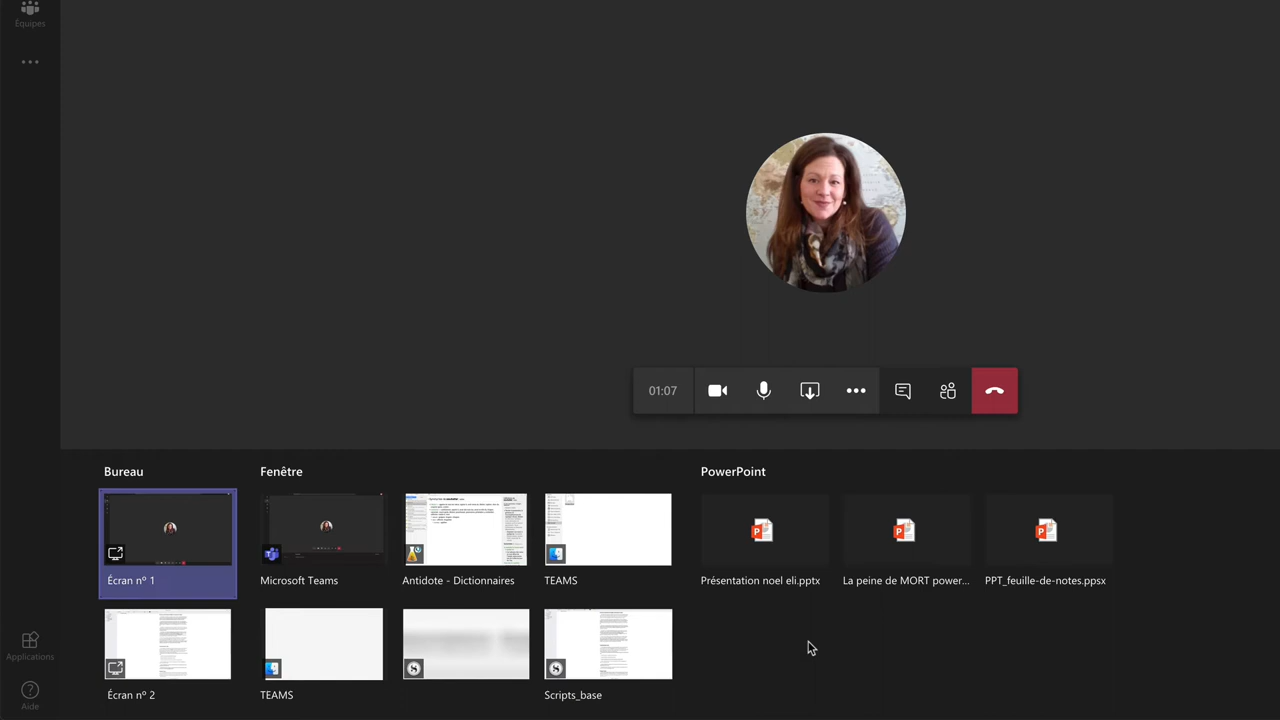 Équipes
01:07
Bureau
Fenêtre
PowerPoint
Écran nº 1
Microsoft Teams
Antidote - Dictionnaires
TEAMS
Présentation noel eli.pptx
La peine de MORT power...
PPT_feuille-de-notes.ppsx
Écran nº 2
TEAMS
Scripts_base
Applications
Aide